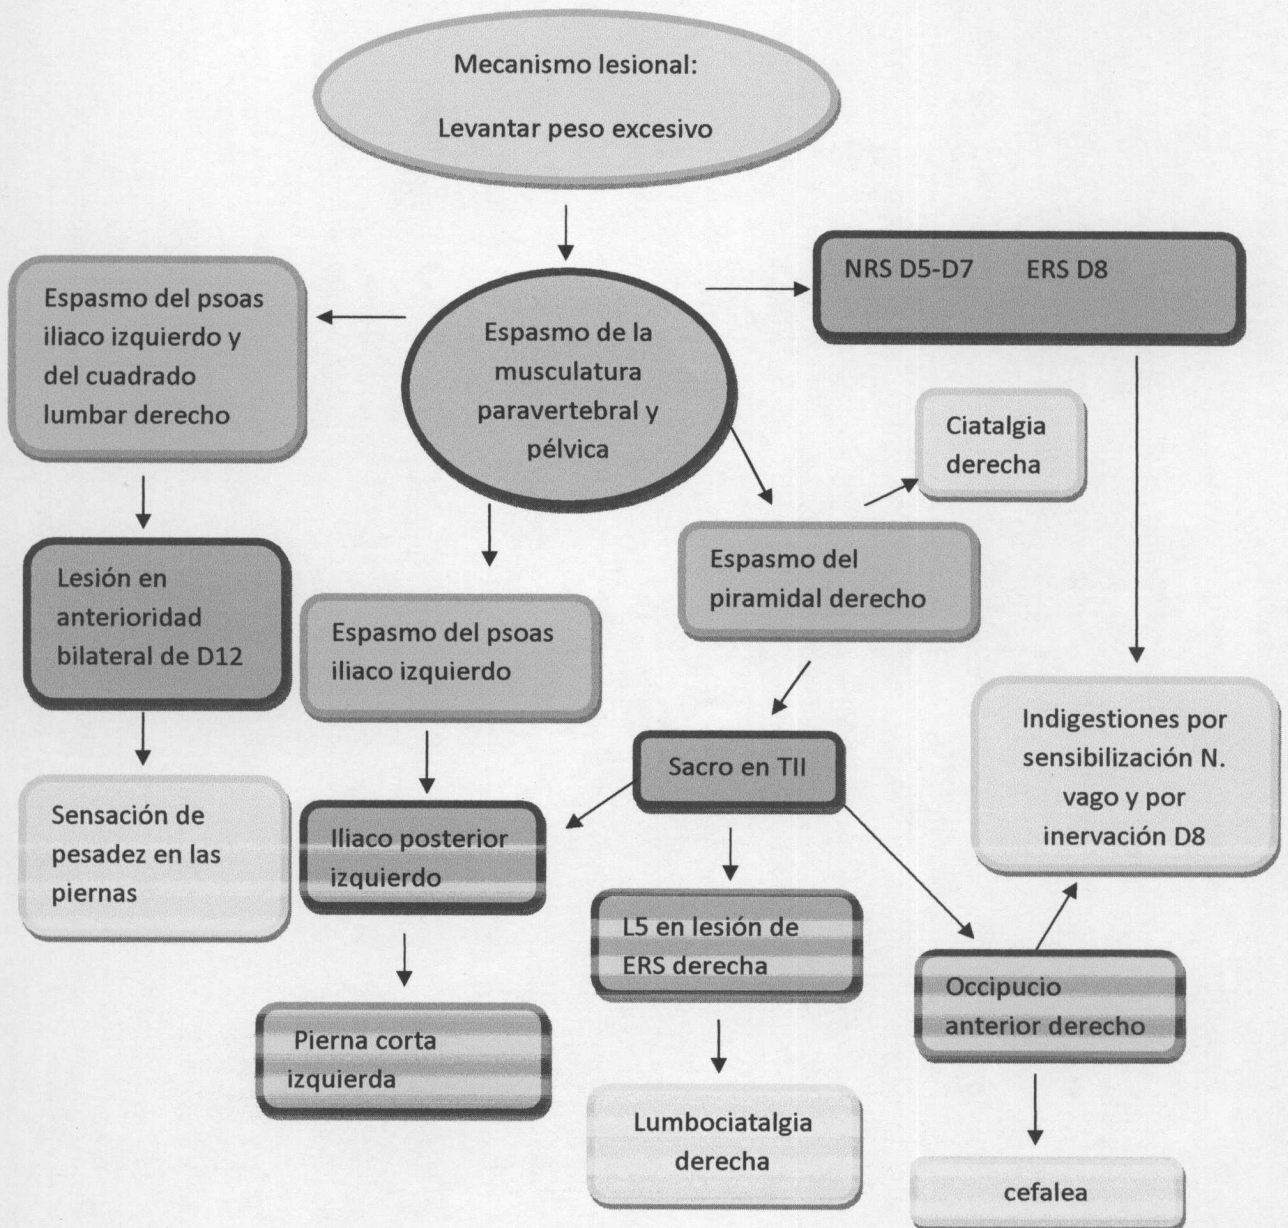 Mecanismo lesional:
Levantar peso excesivo
NRS D5-D7 ERS D8
Espasmo del psoas
iliaco izquierdo y
del cuadrado
lumbar derecho
Espasmo de la
musculatura
paravertebral y
pélvica
Ciatalgia
derecha
Lesión en
anterioridad
bilateral de D12
Espasmo del psoas
iliaco izquierdo
Espasmo del
piramidal derecho
Sensación de
pesadez en las
piernas
Iliaco posterior
izquierdo
Sacro en TII
Indigestiones por
sensibilización N.
vago y por
inervación D8
L5 en lesión de
ERS derecha
Occipucio
anterior derecho
Pierna corta
izquierda
Lumbociatalgia
derecha
cefalea